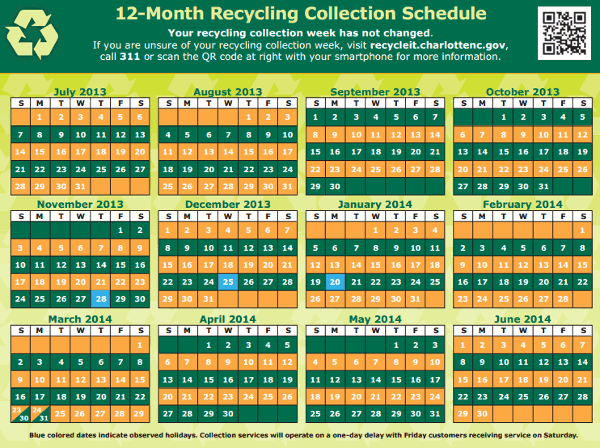 12-Month Recycling Collection Schedule
Your recycling collection week has not changed.
If you are unsure of your recycling collection week, visit recycleit.charlottenc.gov,
call 311 or scan the QR code at right with your smartphone for more information.
July 2013
S M T W T F S
1 2 3 4 5 6
7 8 9 10 11 12 13
14 15 16 17 18 19 20
21 22 23 24 25 26 27
28 29 30 31
August 2013
S M T W T F S
1 2 3
4 5 6 7 8 9 10
11 12 13 14 15 16 17
18 19 20 21 22 23 24
25 26 27 28 29 30 31
September 2013
S M T W T F S
1 2 3 4 5 6 7
8 9 10 11 12 13 14
15 16 17 18 19 20 21
22 23 24 25 26 27 28
29 30
October 2013
S M T W T F S
1 2 3 4 5
6 7 8 9 10 11 12
13 14 15 16 17 18 19
20 21 22 23 24 25 26
27 28 29 30 31
November 2013
S M T W T F S
1 2
3 4 5 6 7 8 9
10 11 12 13 14 15 16
17 18 19 20 21 22 23
24 25 26 27 28 29 30
December 2013
S M T W T F S
1 2 3 4 5 6 7
8 9 10 11 12 13 14
15 16 17 18 19 20 21
22 23 24 25 26 27 28
29 30 31
January 2014
S M T W T F S
1 2 3 4
5 6 7 8 9 10 11
12 13 14 15 16 17 18
19 20 21 22 23 24 25
26 27 28 29 30 31
February 2014
S M T W T F S
1
2 3 4 5 6 7 8
9 10 11 12 13 14 15
16 17 18 19 20 21 22
23 24 25 26 27 28
March 2014
S M T W T F S
1
2 3 4 5 6 7 8
9 10 11 12 13 14 15
16 17 18 19 20 21 22
23 30 24 31 25 26 27 28 29
April 2014
S M T W T F S
1 2 3 4 5
6 7 8 9 10 11 12
13 14 15 16 17 18 19
20 21 22 23 24 25 26
27 28 29 30
May 2014
S M T W T F S
1 2 3
4 5 6 7 8 9 10
11 12 13 14 15 16 17
18 19 20 21 22 23 24
25 26 27 28 29 30 31
June 2014
S M T W T F S
1 2 3 4 5 6 7
8 9 10 11 12 13 14
15 16 17 18 19 20 21
22 23 24 25 26 27 28
29 30
Blue colored dates indicate observed holidays. Collection services will operate on a one-day delay with Friday customers receiving service on Saturday.